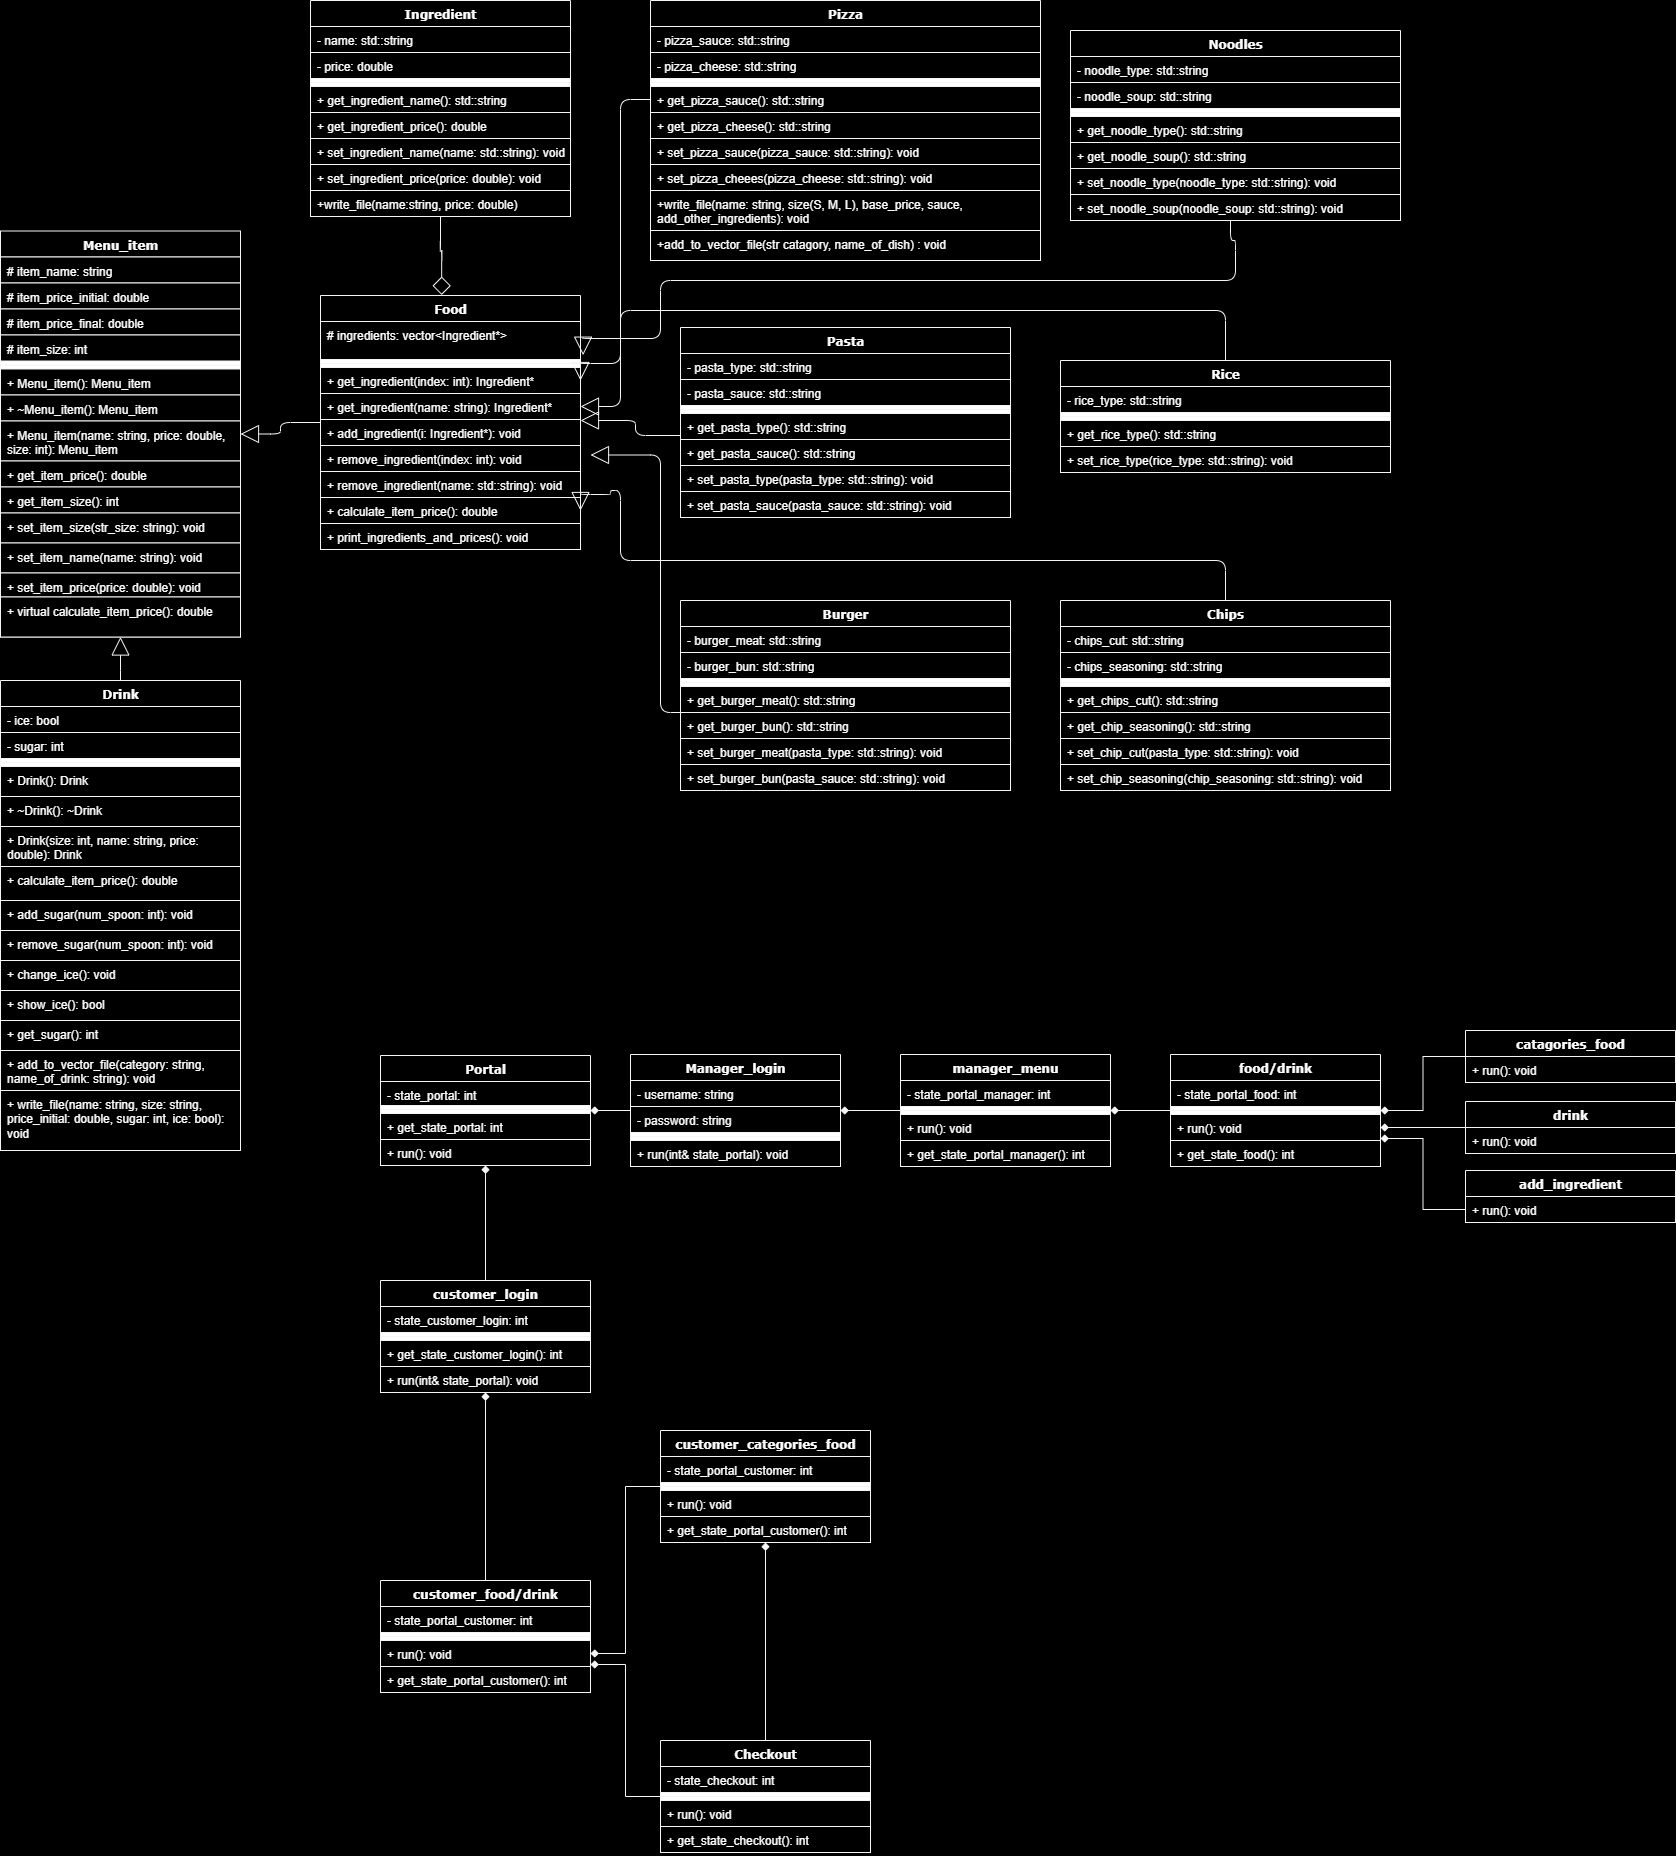 Ingredient
- name: std::string
- price: double
+ get_ingredient_name(): std::string
+ get_ingredient_price(): double
+ set_ingredient_name(name: std::string): void
+ set_ingredient_price(price: double): void
+write_file(name:string, price: double)
Pizza
- pizza_sauce: std::string
- pizza_cheese: std::string
+ get_pizza_sauce(): std::string
+ get_pizza_cheese(): std::string
+ set_pizza_sauce(pizza_sauce: std::string): void
+ set_pizza_cheees(pizza_cheese: std::string): void
+write_file(name: string, size(S, M, L), base_price, sauce,
add_other_ingredients): void
+add_to_vector_file(str catagory, name_of_dish) : void
Noodles
- noodle_type: std::string
- noodle_soup: std::string
+ get_noodle_type(): std::string
+ get_noodle_soup(): std::string
+ set_noodle_type(noodle_type: std::string): void
+ set_noodle_soup(noodle_soup: std::string): void
Menu_item
# item_name: string
# item_price_initial: double
# item_price_final: double
# item_size: int
+ Menu_item(): Menu_item
+ ~Menu_item(): Menu_item
+ Menu_item(name: string, price: double,
size: int): Menu_item
+ get_item_price(): double
+ get_item_size(): int
+ set_item_size(str_size: string): void
+ set_item_name(name: string): void
+ set_item_price(price: double): void
+ virtual calculate_item_price(): double
Food
# ingredients: vector<Ingredient*>
+ get_ingredient(index: int): Ingredient*
+ get_ingredient(name: string): Ingredient*
+ add_ingredient(i: Ingredient*): void
+ remove_ingredient(index: int): void
+ remove_ingredient(name: std::string): void
+ calculate_item_price(): double
+ print_ingredients_and_prices(): void
Pasta
- pasta_type: std::string
- pasta_sauce: std::string
+ get_pasta_type(): std::string
+ get_pasta_sauce(): std::string
+ set_pasta_type(pasta_type: std::string): void
+ set_pasta_sauce(pasta_sauce: std::string): void
Rice
- rice_type: std::string
+ get_rice_type(): std::string
+ set_rice_type(rice_type: std::string): void
Burger
- burger_meat: std::string
- burger_bun: std::string
+ get_burger_meat(): std::string
+ get_burger_bun(): std::string
+ set_burger_meat(pasta_type: std::string): void
+ set_burger_bun(pasta_sauce: std::string): void
Chips
- chips_cut: std::string
- chips_seasoning: std::string
+ get_chips_cut(): std::string
+ get_chip_seasoning(): std::string
+ set_chip_cut(pasta_type: std::string): void
+ set_chip_seasoning(chip_seasoning: std::string): void
Drink
- ice: bool
- sugar: int
+ Drink(): Drink
+ ~Drink(): ~Drink
+ Drink(size: int, name: string, price:
double): Drink
+ calculate_item_price(): double
+ add_sugar(num_spoon: int): void
+ remove_sugar(num_spoon: int): void
+ change_ice(): void
+ show_ice(): bool
+ get_sugar(): int
+ add_to_vector_file(category: string,
name_of_drink: string): void
+ write_file(name: string, size: string,
price_initial: double, sugar: int, ice: bool):
void
Portal
- state_portal: int
+ get_state_portal: int
+ run(): void
Manager_login
- username: string
- password: string
+ run(int& state_portal): void
manager_menu
- state_portal_manager: int
+ run(): void
+ get_state_portal_manager(): int
food/drink
- state_portal_food: int
+ run(): void
+ get_state_food(): int
catagories_food
+ run(): void
drink
+ run(): void
add_ingredient
+ run(): void
customer_login
- state_customer_login: int
+ get_state_customer_login(): int
+ run(int& state_portal): void
customer_categories_food
- state_portal_customer: int
+ run(): void
+ get_state_portal_customer(): int
customer_food/drink
- state_portal_customer: int
+ run(): void
+ get_state_portal_customer(): int
Checkout
- state_checkout: int
+ run(): void
+ get_state_checkout(): int